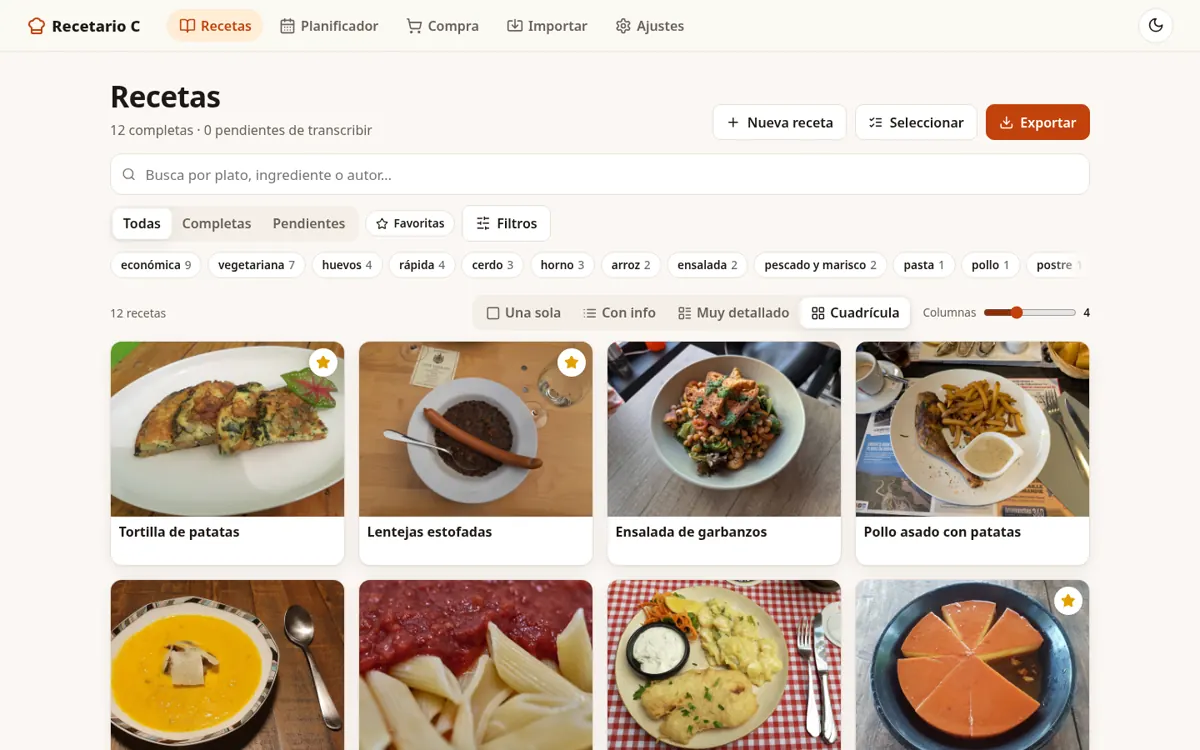 Recetario C
Recetas
Planificador
Compra
Importar
Ajustes
Recetas
12 completas · 0 pendientes de transcribir
Nueva receta
Seleccionar
Exportar
Busca por plato, ingrediente o autor...
Todas
Completas
Pendientes
Favoritas
Filtros
económica 9
vegetariana 7
huevos 4
rápida 4
cerdo 3
horno 3
arroz 2
ensalada 2
pescado y marisco 2
pasta 1
pollo 1
postre 1
12 recetas
Una sola
Con info
Muy detallado
Cuadrícula
Columnas
4
Tortilla de patatas
Lentejas estofadas
Ensalada de garbanzos
Pollo asado con patatas